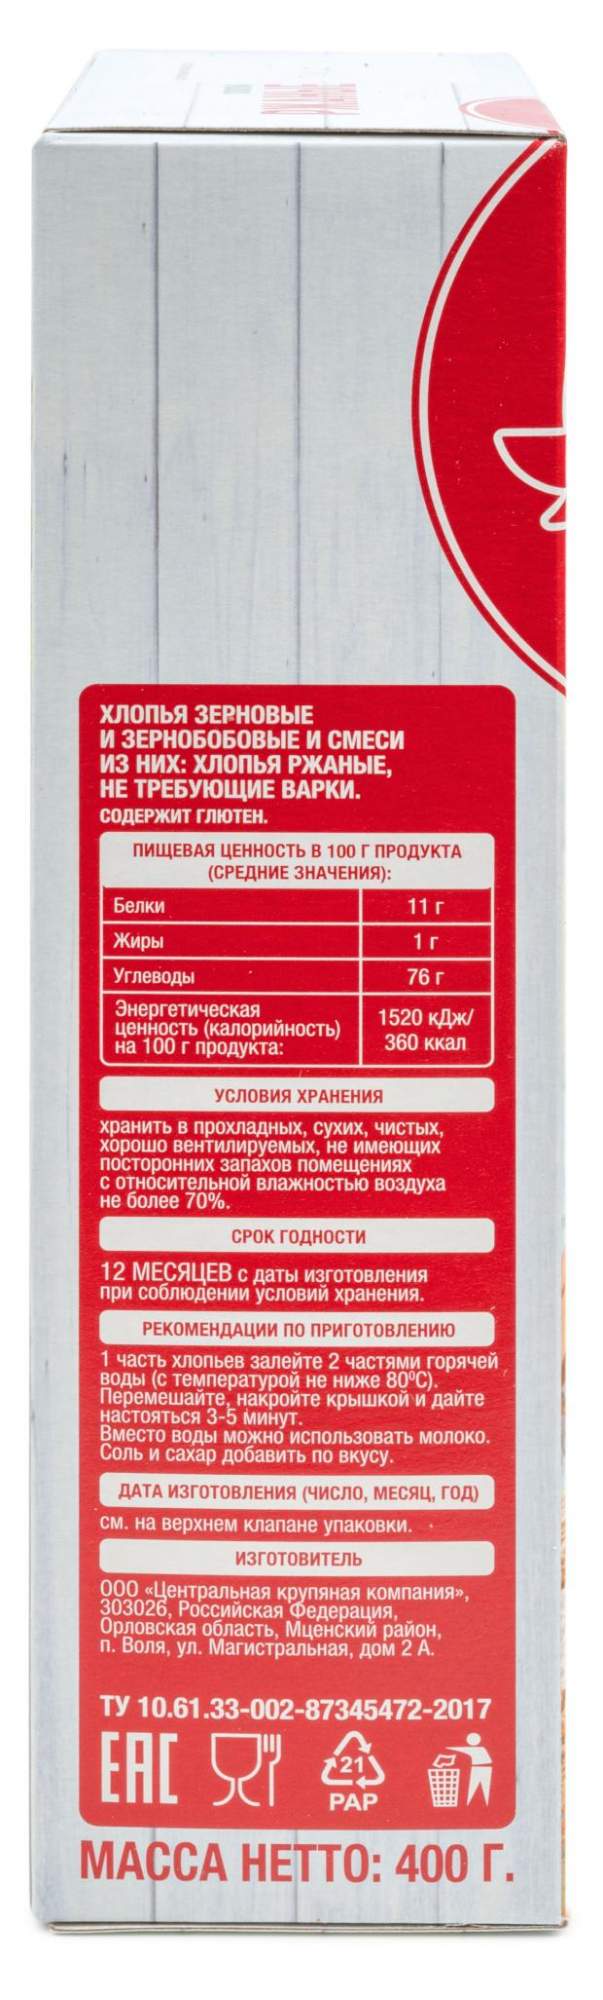 РЖАНЫЕ
ХЛОПЬЯ ЗЕРНОВЫЕ
И ЗЕРНОБОБОВЫЕ И СМЕСИ
ИЗ НИХ: ХЛОПЬЯ РЖАНЫЕ,
НЕ ТРЕБУЮЩИЕ ВАРКИ.
СОДЕРЖИТ ГЛЮТЕН.
ПИЩЕВАЯ ЦЕННОСТЬ В 100 Г ПРОДУКТА
(СРЕДНИЕ ЗНАЧЕНИЯ):
Белки 11 г
Жиры 1 г
Углеводы 76 г
Энергетическая
ценность (калорийность) 1520 кДж/
на 100 г продукта: 360 ккал
УСЛОВИЯ ХРАНЕНИЯ
хранить в прохладных, сухих, чистых,
хорошо вентилируемых, не имеющих
посторонних запахов помещениях
с относительной влажностью воздуха
не более 70%.
СРОК ГОДНОСТИ
12 МЕСЯЦЕВ с даты изготовления
при соблюдении условий хранения.
РЕКОМЕНДАЦИИ ПО ПРИГОТОВЛЕНИЮ
1 часть хлопьев залейте 2 частями горячей
воды (с температурой не ниже 80⁰С).
Перемешайте, накройте крышкой и дайте
настояться 3-5 минут.
Вместо воды можно использовать молоко.
Соль и сахар добавить по вкусу.
ДАТА ИЗГОТОВЛЕНИЯ (ЧИСЛО, МЕСЯЦ, ГОД)
см. на верхнем клапане упаковки.
ИЗГОТОВИТЕЛЬ
ООО «Центральная крупяная компания»,
303026, Российская Федерация,
Орловская область, Мценский район,
п. Воля, ул. Магистральная, дом 2 А.
ТУ 10.61.33-002-87345472-2017
ЕАС
21
PAP
МАССА НЕТТО: 400 Г.